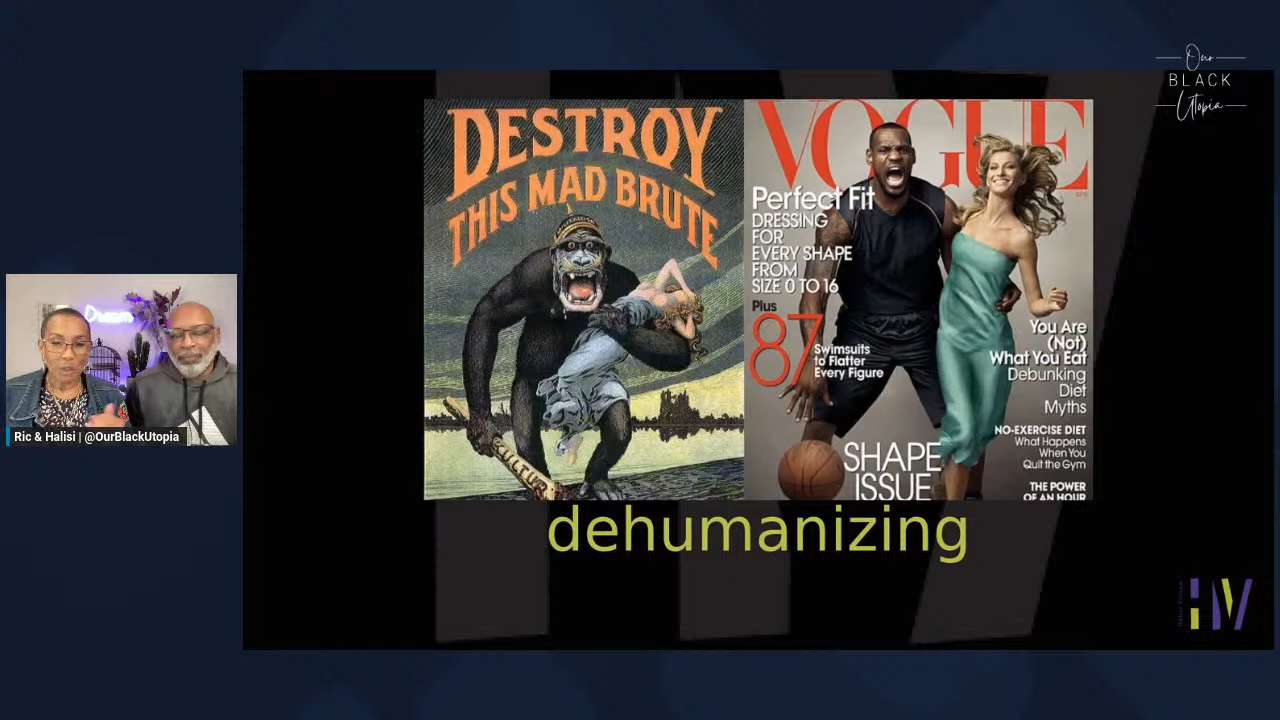 Our
BLACK
Utopia
DESTROY
THIS MAD BRUTE
KULTUR
VOGUE
Perfect Fit
DRESSING
FOR
EVERY SHAPE
FROM
SIZE 0 TO 16
Plus
87
Swimsuits
to Flatter
Every Figure
You Are
(Not)
What You Eat
Debunking
Diet
Myths
NO-EXERCISE DIET
What Happens
When You
Quit the Gym
THE POWER
OF AN HOUR
SHAPE
ISSUE
Dream
Ric & Halisi | @OurBlackUtopia
dehumanizing
HV